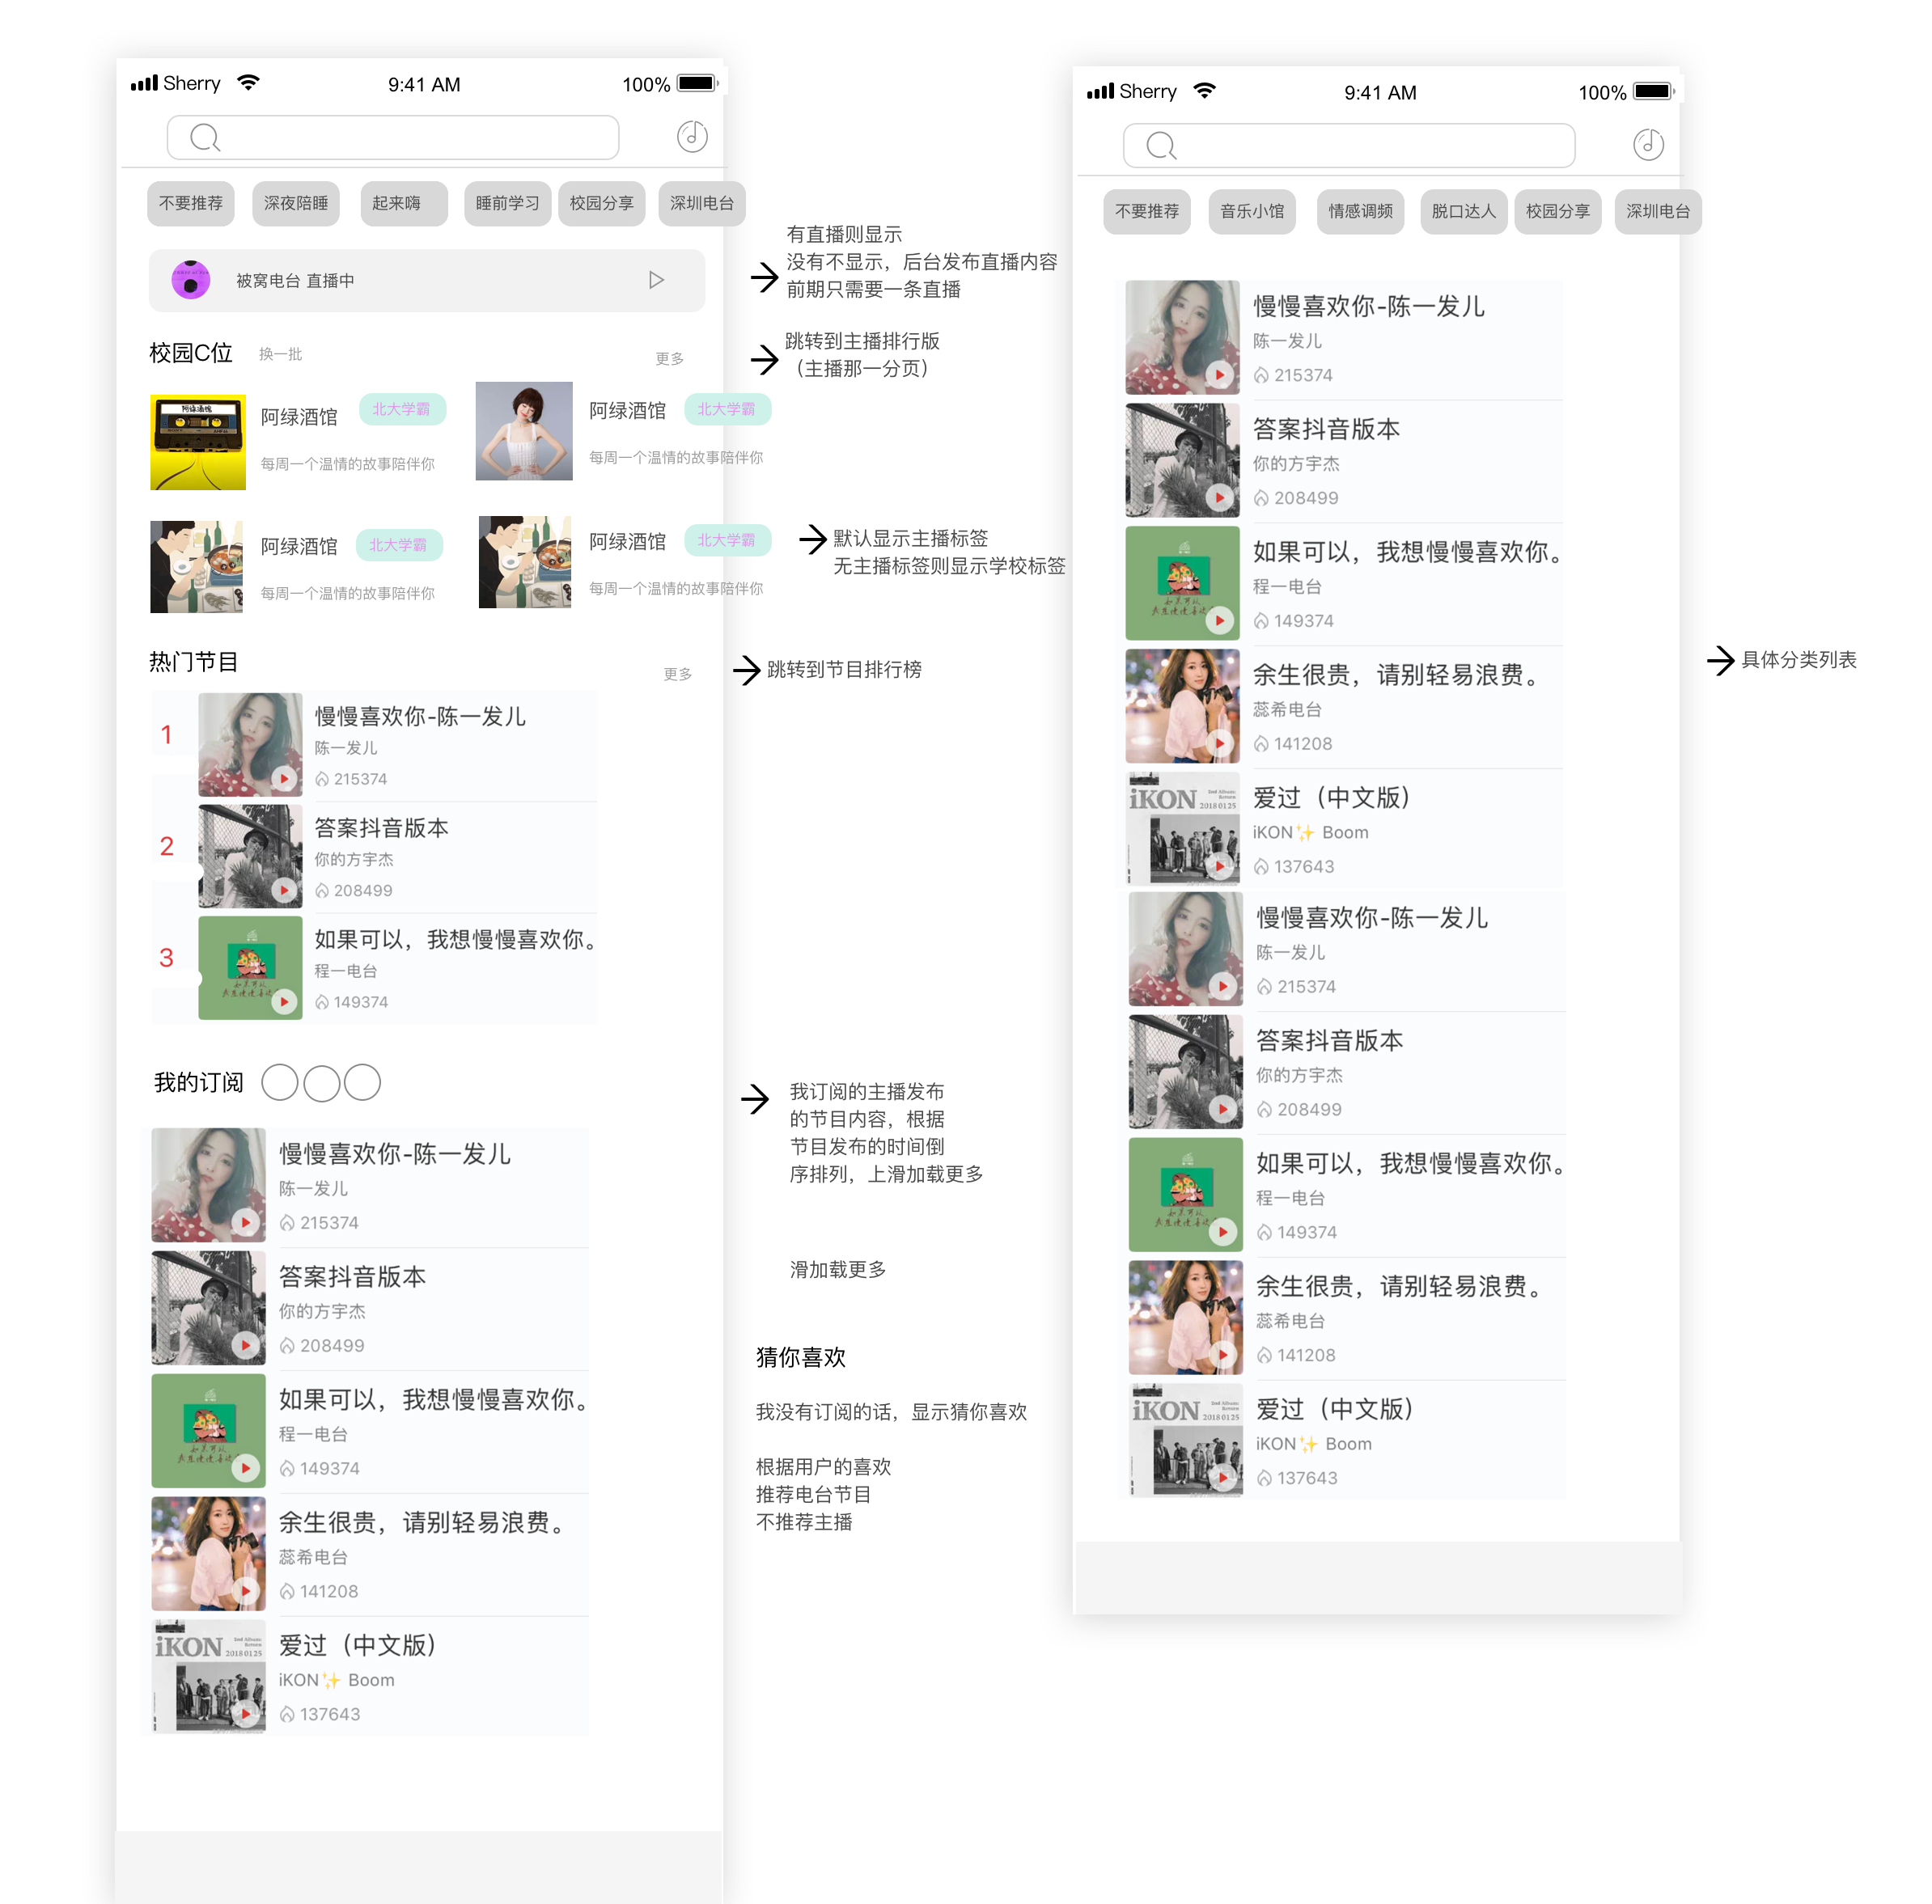 Sherry 9:41 AM 100%
不要推荐 深夜陪睡 起来嗨 睡前学习 校园分享 深圳电台
被窝电台 直播中
有直播则显示
没有不显示，后台发布直播内容
前期只需要一条直播
校园C位 换一批 更多
跳转到主播排行版
（主播那一分页）
阿绿酒馆
阿绿酒馆 北大学霸
每周一个温情的故事陪伴你
阿绿酒馆 北大学霸
每周一个温情的故事陪伴你
阿绿酒馆 北大学霸
每周一个温情的故事陪伴你
阿绿酒馆 北大学霸
每周一个温情的故事陪伴你
默认显示主播标签
无主播标签则显示学校标签
热门节目 更多
跳转到节目排行榜
1
慢慢喜欢你-陈一发儿
陈一发儿
215374
2
答案抖音版本
你的方宇杰
208499
3
如果可以，我想慢慢喜欢你。
程一电台
149374
我的订阅
我订阅的主播发布
的节目内容，根据
节目发布的时间倒
序排列，上滑加载更多
滑加载更多
慢慢喜欢你-陈一发儿
陈一发儿
215374
答案抖音版本
你的方宇杰
208499
如果可以，我想慢慢喜欢你。
程一电台
149374
余生很贵，请别轻易浪费。
蕊希电台
141208
iKON
20180125
爱过（中文版）
iKON✨ Boom
137643
猜你喜欢
我没有订阅的话，显示猜你喜欢
根据用户的喜欢
推荐电台节目
不推荐主播
Sherry 9:41 AM 100%
不要推荐 音乐小馆 情感调频 脱口达人 校园分享 深圳电台
慢慢喜欢你-陈一发儿
陈一发儿
215374
答案抖音版本
你的方宇杰
208499
如果可以，我想慢慢喜欢你。
程一电台
149374
余生很贵，请别轻易浪费。
蕊希电台
141208
iKON
20180125
爱过（中文版）
iKON✨ Boom
137643
慢慢喜欢你-陈一发儿
陈一发儿
215374
答案抖音版本
你的方宇杰
208499
如果可以，我想慢慢喜欢你。
程一电台
149374
余生很贵，请别轻易浪费。
蕊希电台
141208
iKON
20180125
爱过（中文版）
iKON✨ Boom
137643
具体分类列表